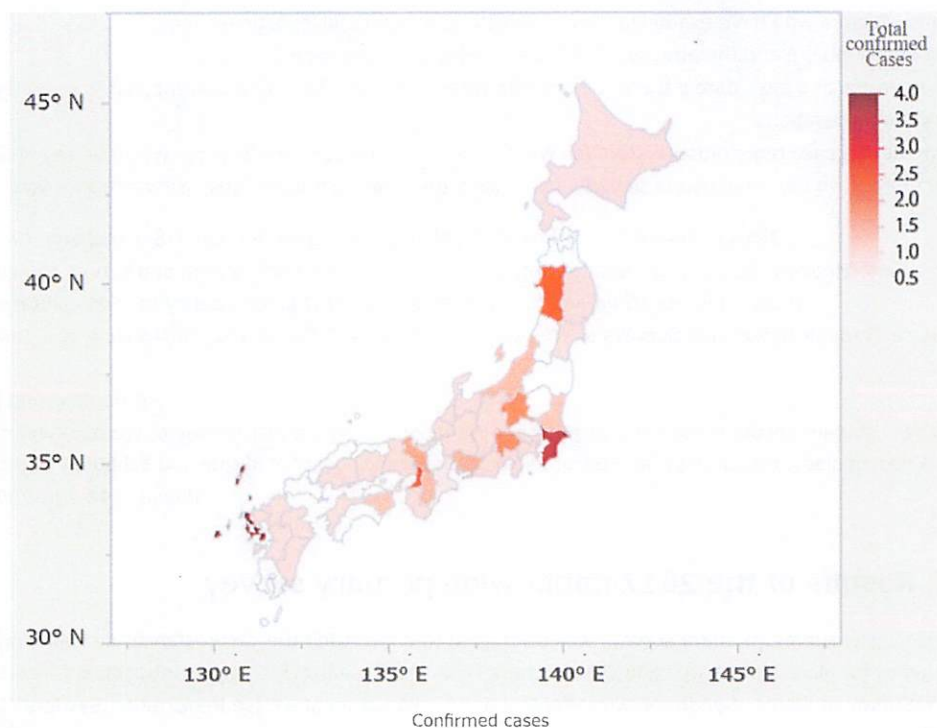 Total
confirmed
Cases
4.0
3.5
3.0
2.5
2.0
1.5
1.0
0.5
45° N
40° N
35° N
30° N
130° E
135° E
140° E
145° E
Confirmed cases